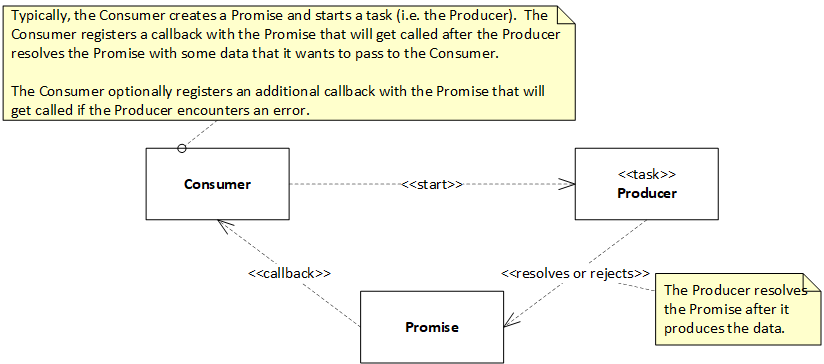 Typically, the Consumer creates a Promise and starts a task (i.e. the Producer).  The
Consumer registers a callback with the Promise that will get called after the Producer
resolves the Promise with some data that it wants to pass to the Consumer.
The Consumer optionally registers an additional callback with the Promise that will
get called if the Producer encounters an error.
Consumer
<<start>>
<<task>>
Producer
<<callback>>
<<resolves or rejects>>
The Producer resolves
the Promise after it
produces the data.
Promise